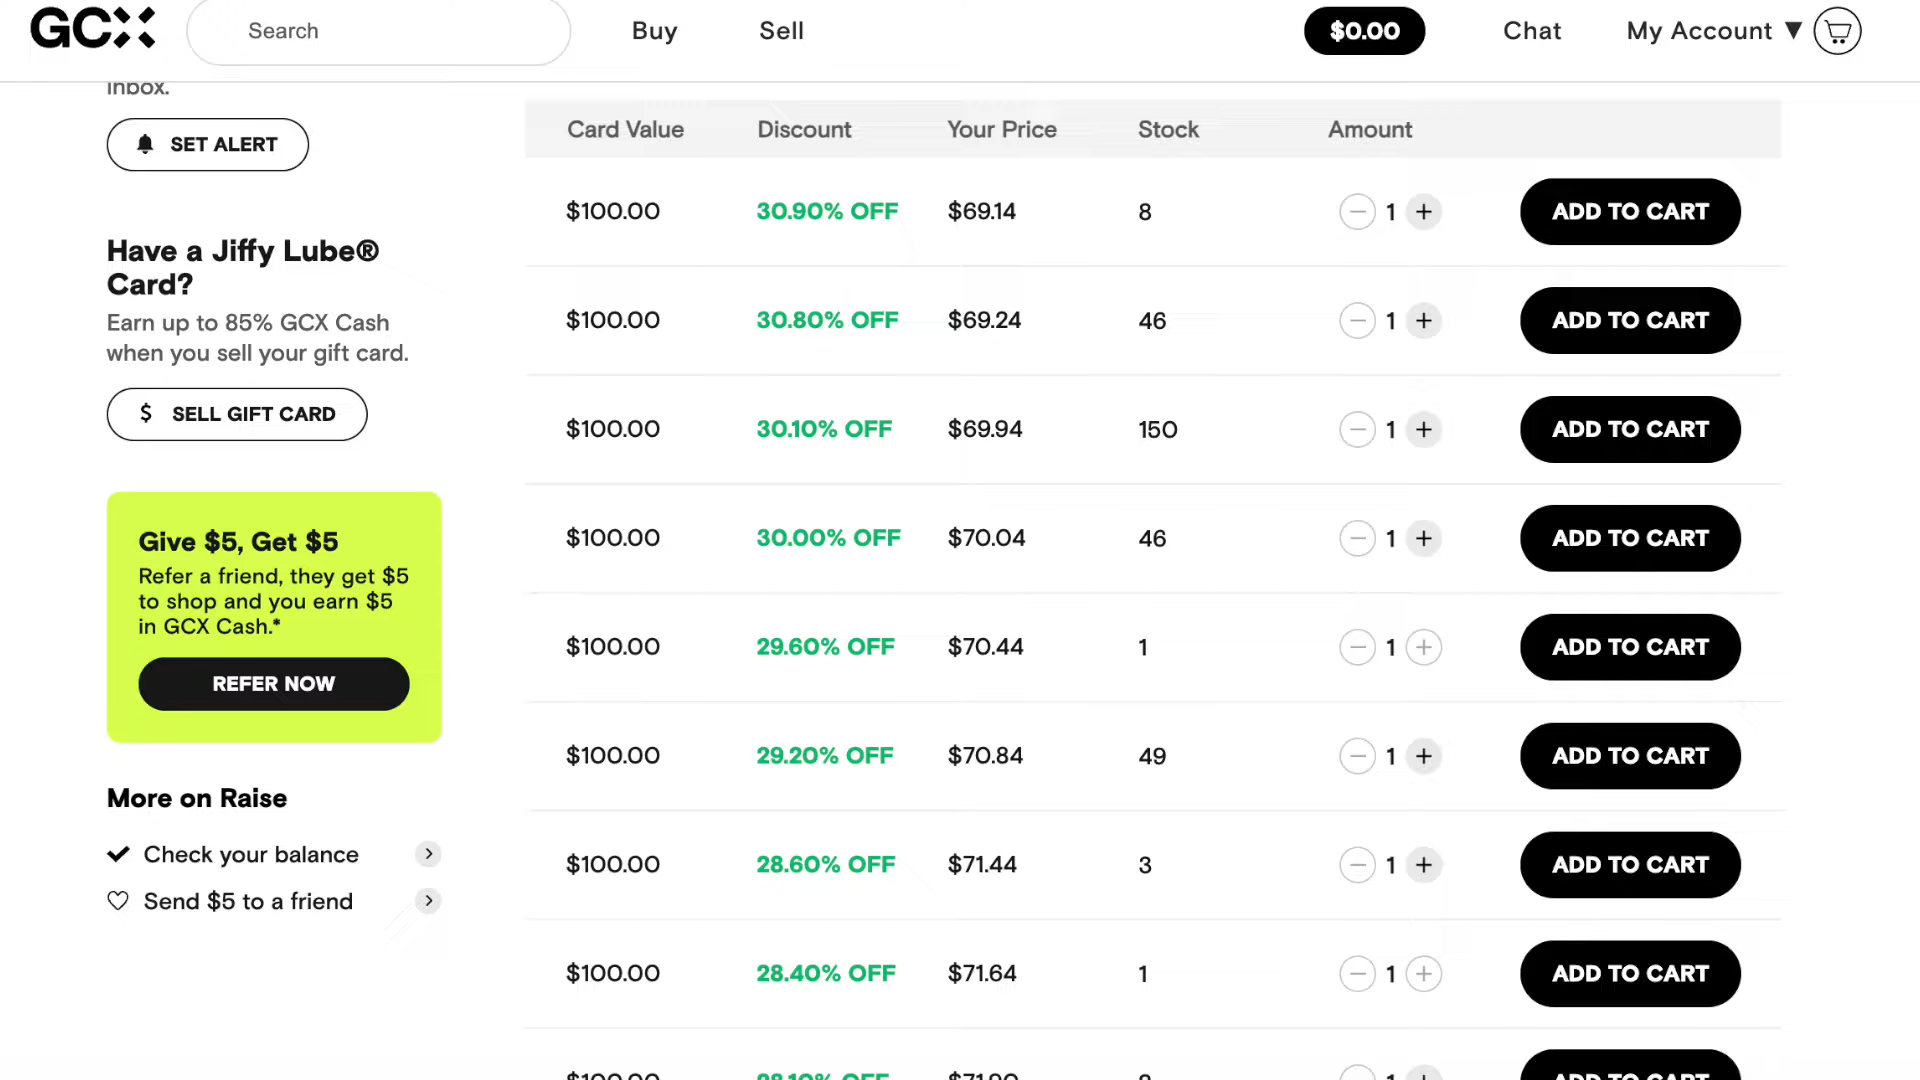 GCX
Search
Buy
Sell
$0.00
Chat
My Account ▼
inbox.
SET ALERT
Have a Jiffy Lube®
Card?
Earn up to 85% GCX Cash
when you sell your gift card.
$ SELL GIFT CARD
Give $5, Get $5
Refer a friend, they get $5
to shop and you earn $5
in GCX Cash.*
REFER NOW
More on Raise
Check your balance
Send $5 to a friend
Card Value Discount Your Price Stock Amount
$100.00 30.90% OFF $69.14 8 − 1 + ADD TO CART
$100.00 30.80% OFF $69.24 46 − 1 + ADD TO CART
$100.00 30.10% OFF $69.94 150 − 1 + ADD TO CART
$100.00 30.00% OFF $70.04 46 − 1 + ADD TO CART
$100.00 29.60% OFF $70.44 1 − 1 + ADD TO CART
$100.00 29.20% OFF $70.84 49 − 1 + ADD TO CART
$100.00 28.60% OFF $71.44 3 − 1 + ADD TO CART
$100.00 28.40% OFF $71.64 1 − 1 + ADD TO CART
$100.00 28.10% OFF ADD TO CART